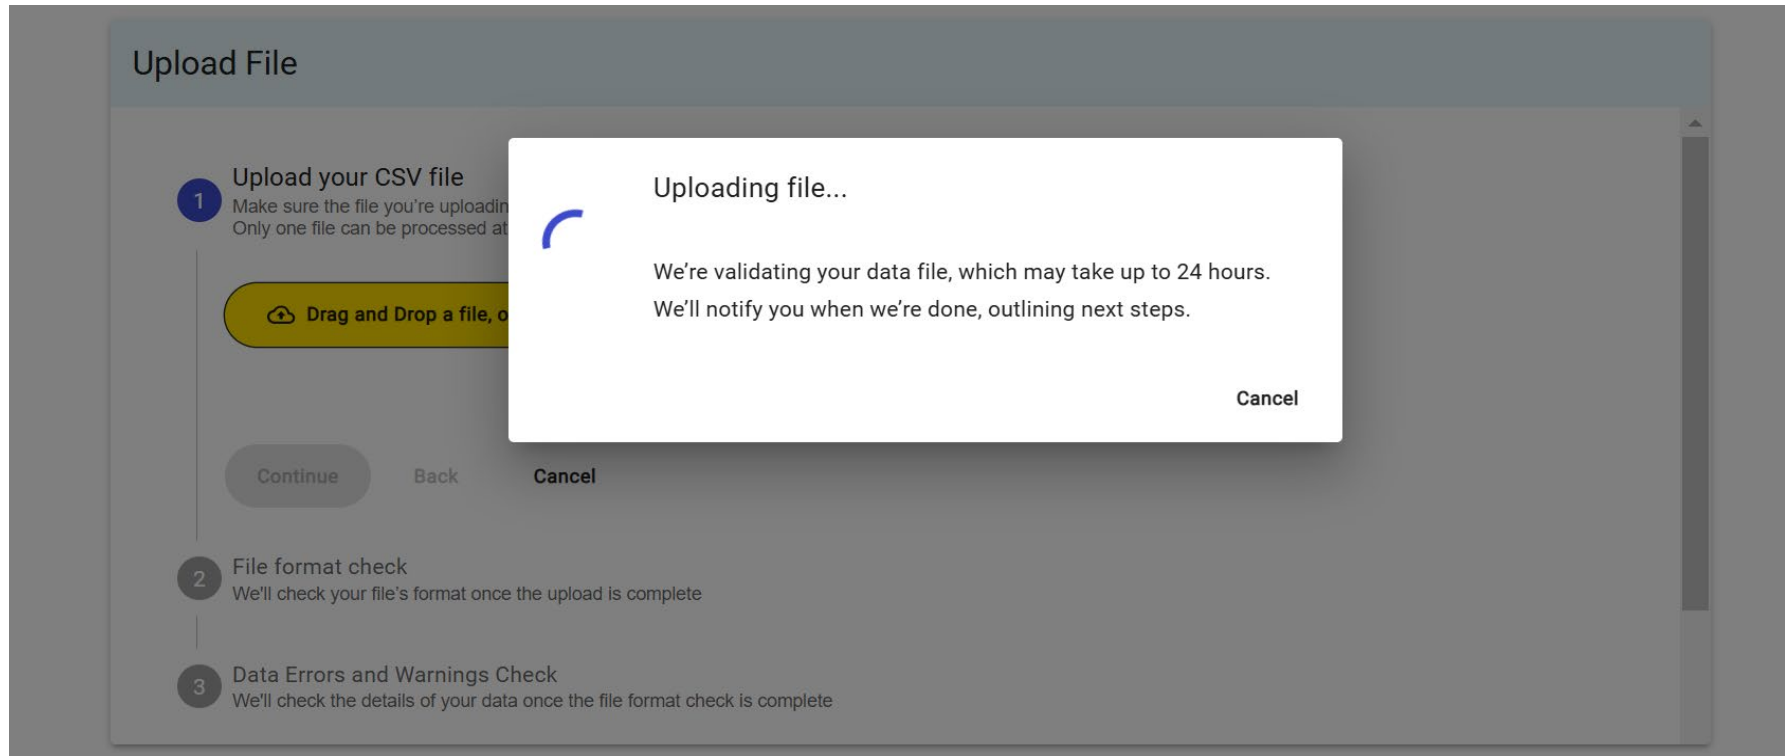 Upload File
1
Upload your CSV file
Make sure the file you're uploadin
Only one file can be processed at
Drag and Drop a file, o
Continue Back Cancel
Uploading file...
We’re validating your data file, which may take up to 24 hours.
We’ll notify you when we’re done, outlining next steps.
Cancel
2
File format check
We'll check your file’s format once the upload is complete
3
Data Errors and Warnings Check
We'll check the details of your data once the file format check is complete